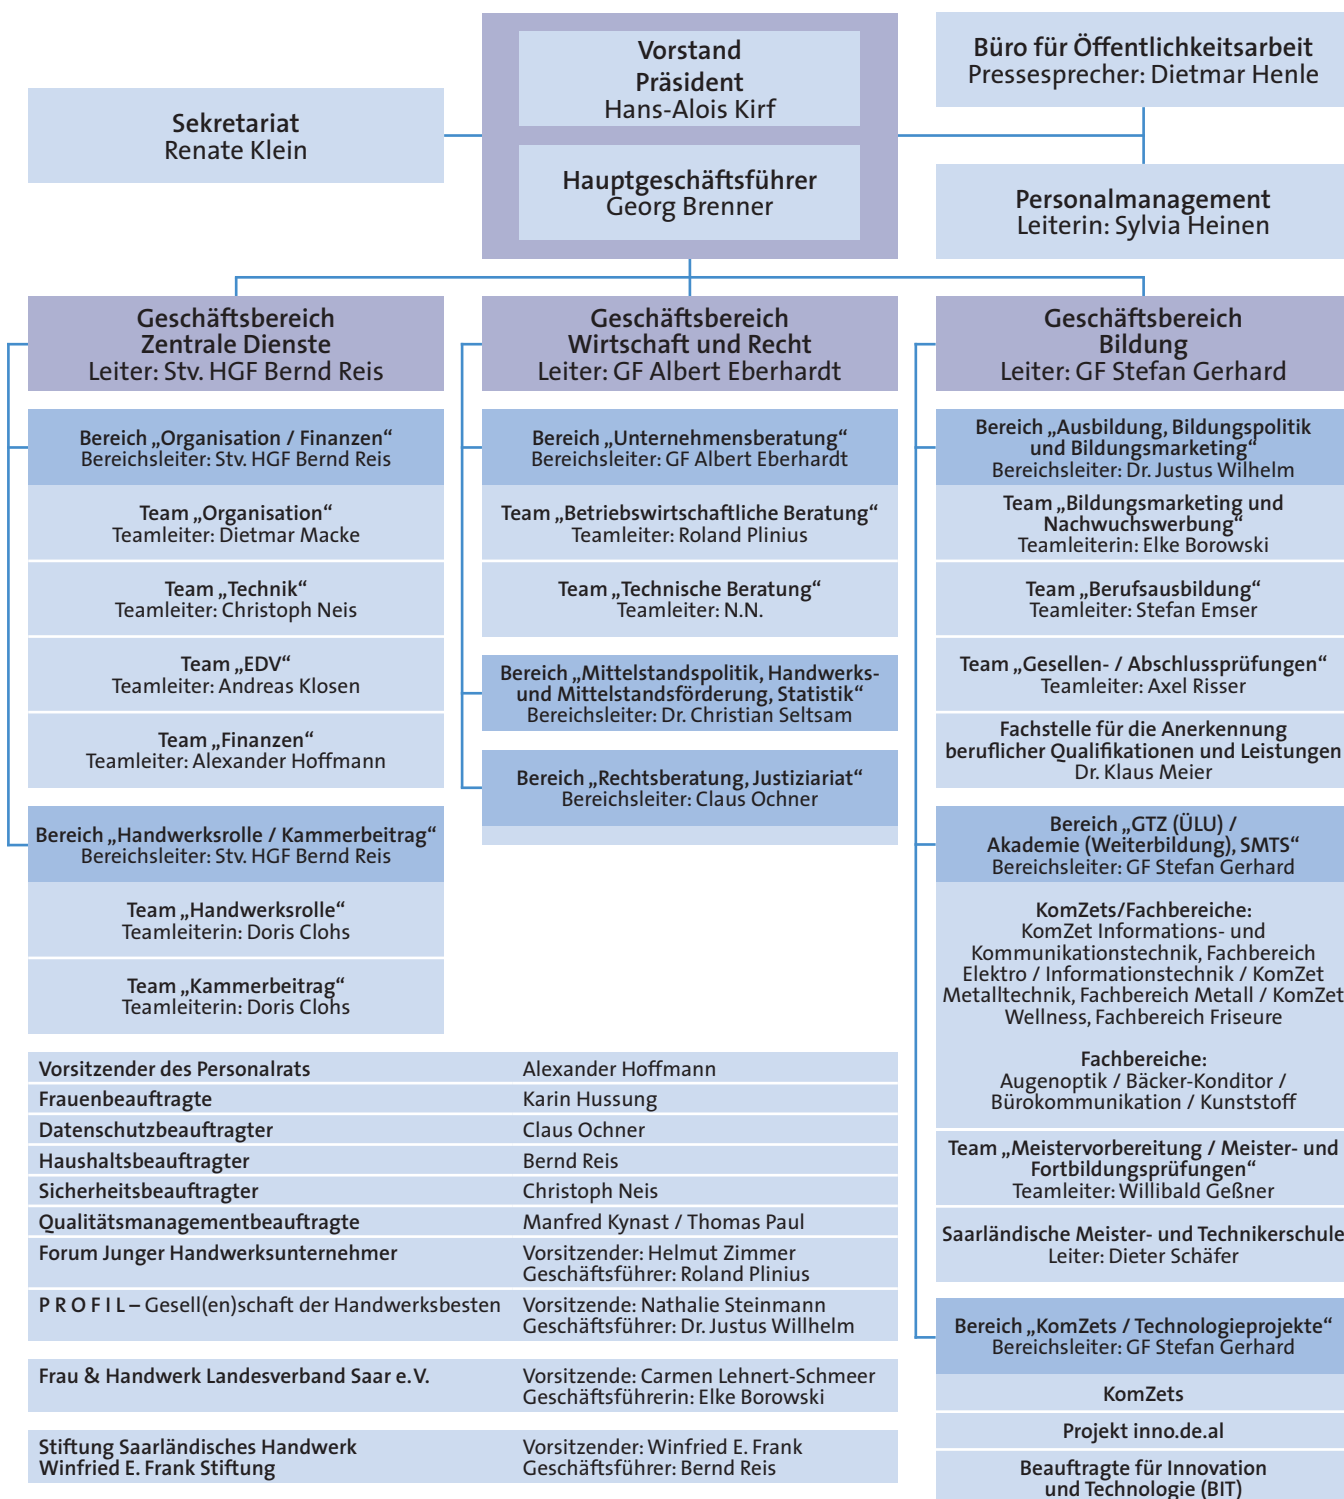 Vorstand
Präsident
Hans-Alois Kirf
Hauptgeschäftsführer
Georg Brenner
Sekretariat
Renate Klein
Büro für Öffentlichkeitsarbeit
Pressesprecher: Dietmar Henle
Personalmanagement
Leiterin: Sylvia Heinen
Geschäftsbereich
Zentrale Dienste
Leiter: Stv. HGF Bernd Reis
Bereich „Organisation / Finanzen“
Bereichsleiter: Stv. HGF Bernd Reis
Team „Organisation“
Teamleiter: Dietmar Macke
Team „Technik“
Teamleiter: Christoph Neis
Team „EDV“
Teamleiter: Andreas Klosen
Team „Finanzen“
Teamleiter: Alexander Hoffmann
Bereich „Handwerksrolle / Kammerbeitrag“
Bereichsleiter: Stv. HGF Bernd Reis
Team „Handwerksrolle“
Teamleiterin: Doris Clohs
Team „Kammerbeitrag“
Teamleiterin: Doris Clohs
Geschäftsbereich
Wirtschaft und Recht
Leiter: GF Albert Eberhardt
Bereich „Unternehmensberatung“
Bereichsleiter: GF Albert Eberhardt
Team „Betriebswirtschaftliche Beratung“
Teamleiter: Roland Plinius
Team „Technische Beratung“
Teamleiter: N.N.
Bereich „Mittelstandspolitik, Handwerks-
und Mittelstandsförderung, Statistik“
Bereichsleiter: Dr. Christian Seltsam
Bereich „Rechtsberatung, Justiziariat“
Bereichsleiter: Claus Ochner
Geschäftsbereich
Bildung
Leiter: GF Stefan Gerhard
Bereich „Ausbildung, Bildungspolitik
und Bildungsmarketing“
Bereichsleiter: Dr. Justus Wilhelm
Team „Bildungsmarketing und
Nachwuchswerbung“
Teamleiterin: Elke Borowski
Team „Berufsausbildung“
Teamleiter: Stefan Emser
Team „Gesellen- / Abschlussprüfungen“
Teamleiter: Axel Risser
Fachstelle für die Anerkennung
beruflicher Qualifikationen und Leistungen
Dr. Klaus Meier
Bereich „GTZ (ÜLU) /
Akademie (Weiterbildung), SMTS“
Bereichsleiter: GF Stefan Gerhard
KomZets/Fachbereiche:
KomZet Informations- und
Kommunikationstechnik, Fachbereich
Elektro / Informationstechnik / KomZet
Metalltechnik, Fachbereich Metall / KomZet
Wellness, Fachbereich Friseure
Fachbereiche:
Augenoptik / Bäcker-Konditor /
Bürokommunikation / Kunststoff
Team „Meistervorbereitung / Meister- und
Fortbildungsprüfungen“
Teamleiter: Willibald Geßner
Saarländische Meister- und Technikerschule
Leiter: Dieter Schäfer
Bereich „KomZets / Technologieprojekte“
Bereichsleiter: GF Stefan Gerhard
KomZets
Projekt inno.de.al
Beauftragte für Innovation
und Technologie (BIT)
Vorsitzender des Personalrats Alexander Hoffmann
Frauenbeauftragte Karin Hussung
Datenschutzbeauftragter Claus Ochner
Haushaltsbeauftragter Bernd Reis
Sicherheitsbeauftragter Christoph Neis
Qualitätsmanagementbeauftragte Manfred Kynast / Thomas Paul
Forum Junger Handwerksunternehmer Vorsitzender: Helmut Zimmer
Geschäftsführer: Roland Plinius
P R O F I L – Gesell(en)schaft der Handwerksbesten Vorsitzende: Nathalie Steinmann
Geschäftsführer: Dr. Justus Willhelm
Frau & Handwerk Landesverband Saar e.V. Vorsitzende: Carmen Lehnert-Schmeer
Geschäftsführerin: Elke Borowski
Stiftung Saarländisches Handwerk Vorsitzender: Winfried E. Frank
Winfried E. Frank Stiftung Geschäftsführer: Bernd Reis